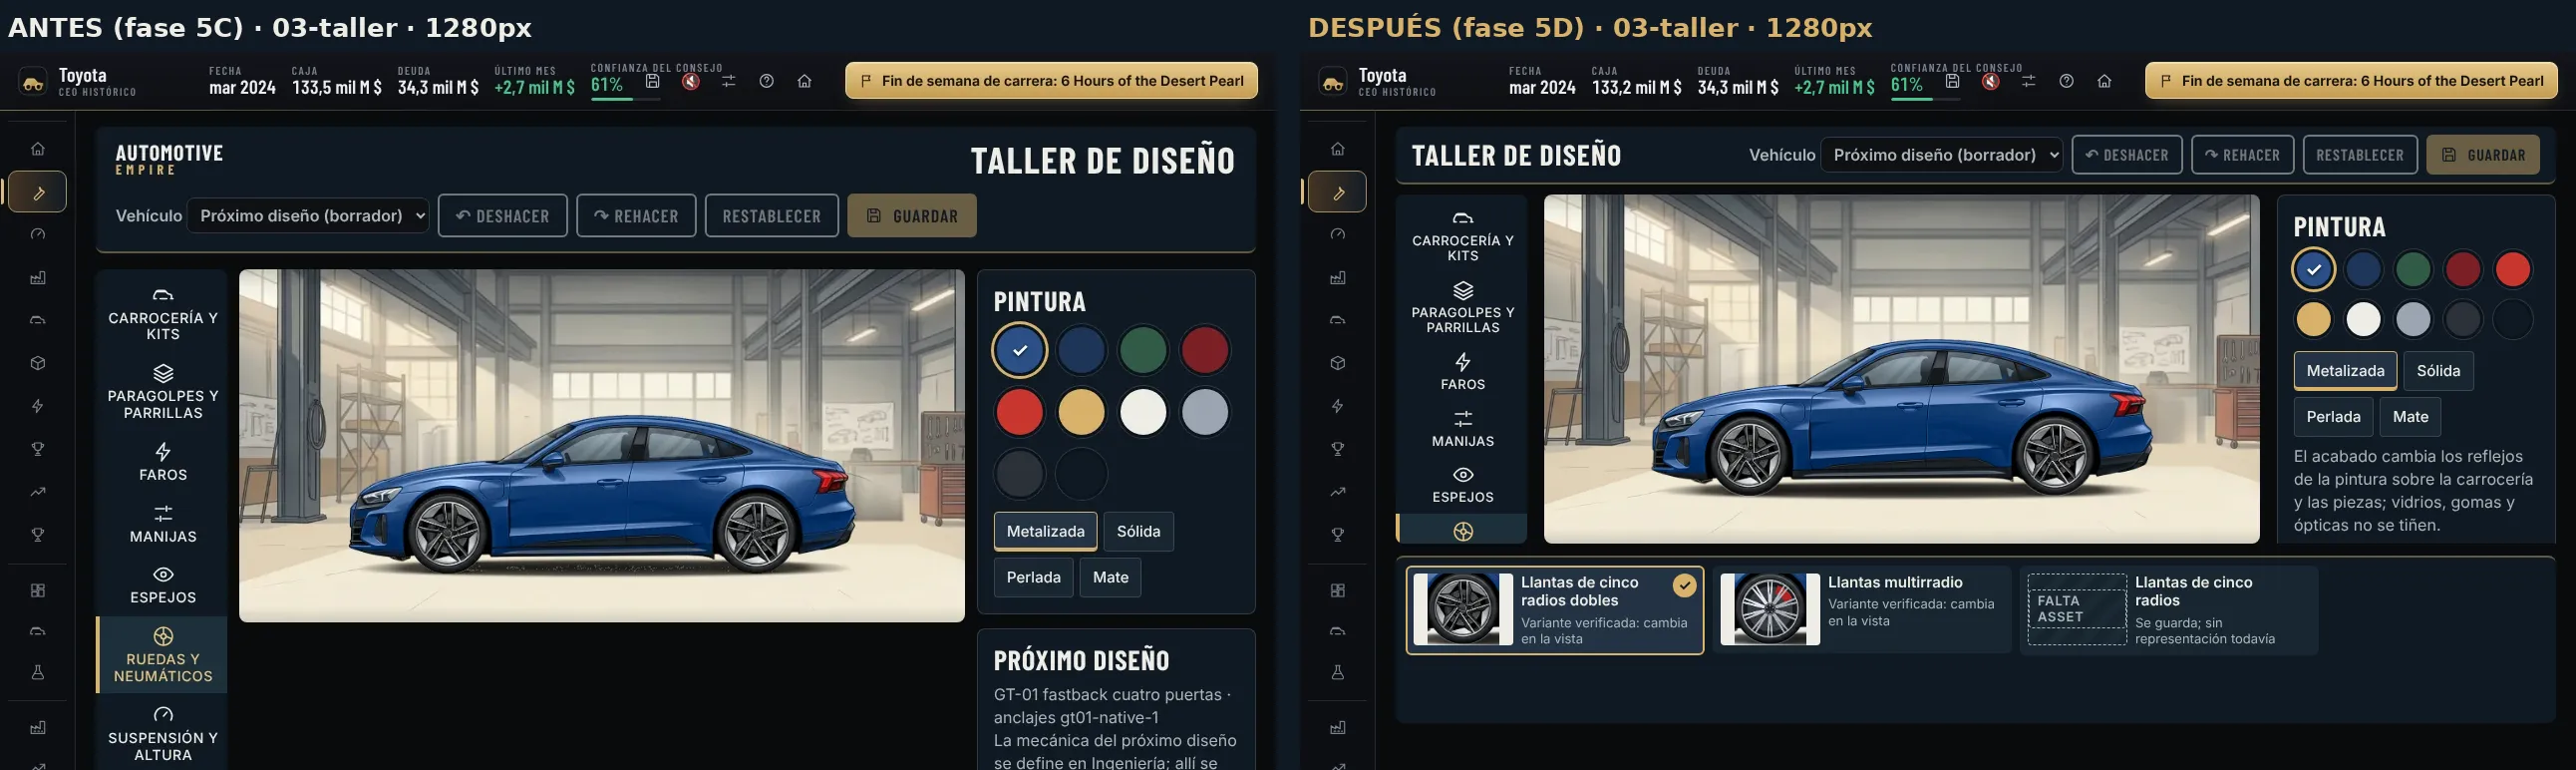 ANTES (fase 5C) · 03-taller · 1280px
Toyota
CEO HISTÓRICO
FECHA
mar 2024
CAJA
133,5 mil M $
DEUDA
34,3 mil M $
ÚLTIMO MES
+2,7 mil M $
CONFIANZA DEL CONSEJO
61%
Fin de semana de carrera: 6 Hours of the Desert Pearl
AUTOMOTIVE
EMPIRE
TALLER DE DISEÑO
Vehículo
Próximo diseño (borrador)
↶ DESHACER
↷ REHACER
RESTABLECER
GUARDAR
CARROCERÍA Y
KITS
PARAGOLPES Y
PARRILLAS
FAROS
MANIJAS
ESPEJOS
RUEDAS Y
NEUMÁTICOS
SUSPENSIÓN Y
ALTURA
PINTURA
Metalizada
Sólida
Perlada
Mate
PRÓXIMO DISEÑO
GT-01 fastback cuatro puertas ·
anclajes gt01-native-1
La mecánica del próximo diseño
se define en Ingeniería; allí se
DESPUÉS (fase 5D) · 03-taller · 1280px
Toyota
CEO HISTÓRICO
FECHA
mar 2024
CAJA
133,2 mil M $
DEUDA
34,3 mil M $
ÚLTIMO MES
+2,7 mil M $
CONFIANZA DEL CONSEJO
61%
Fin de semana de carrera: 6 Hours of the Desert Pearl
TALLER DE DISEÑO
Vehículo
Próximo diseño (borrador)
↶ DESHACER
↷ REHACER
RESTABLECER
GUARDAR
CARROCERÍA Y
KITS
PARAGOLPES Y
PARRILLAS
FAROS
MANIJAS
ESPEJOS
PINTURA
Metalizada
Sólida
Perlada
Mate
El acabado cambia los reflejos
de la pintura sobre la carrocería
y las piezas; vidrios, gomas y
ópticas no se tiñen.
Llantas de cinco
radios dobles
Variante verificada: cambia
en la vista
Llantas multirradio
Variante verificada: cambia
en la vista
FALTA
ASSET
Llantas de cinco
radios
Se guarda; sin
representación todavía